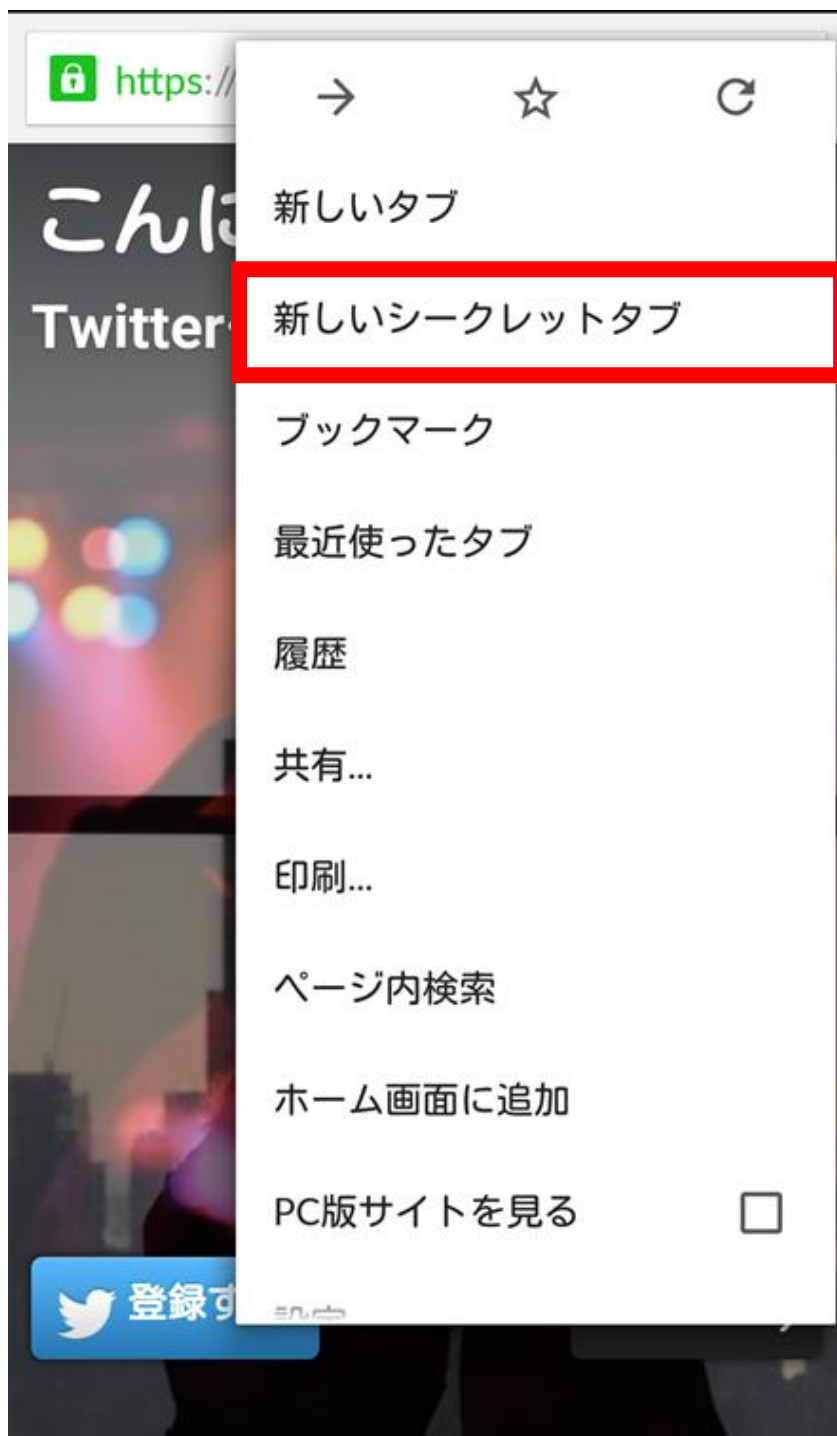 https://
新しいタブ
こんに
新しいシークレットタブ
Twitter
ブックマーク
最近使ったタブ
履歴
共有...
印刷...
ページ内検索
ホーム画面に追加
PC版サイトを見る
登録す
設定